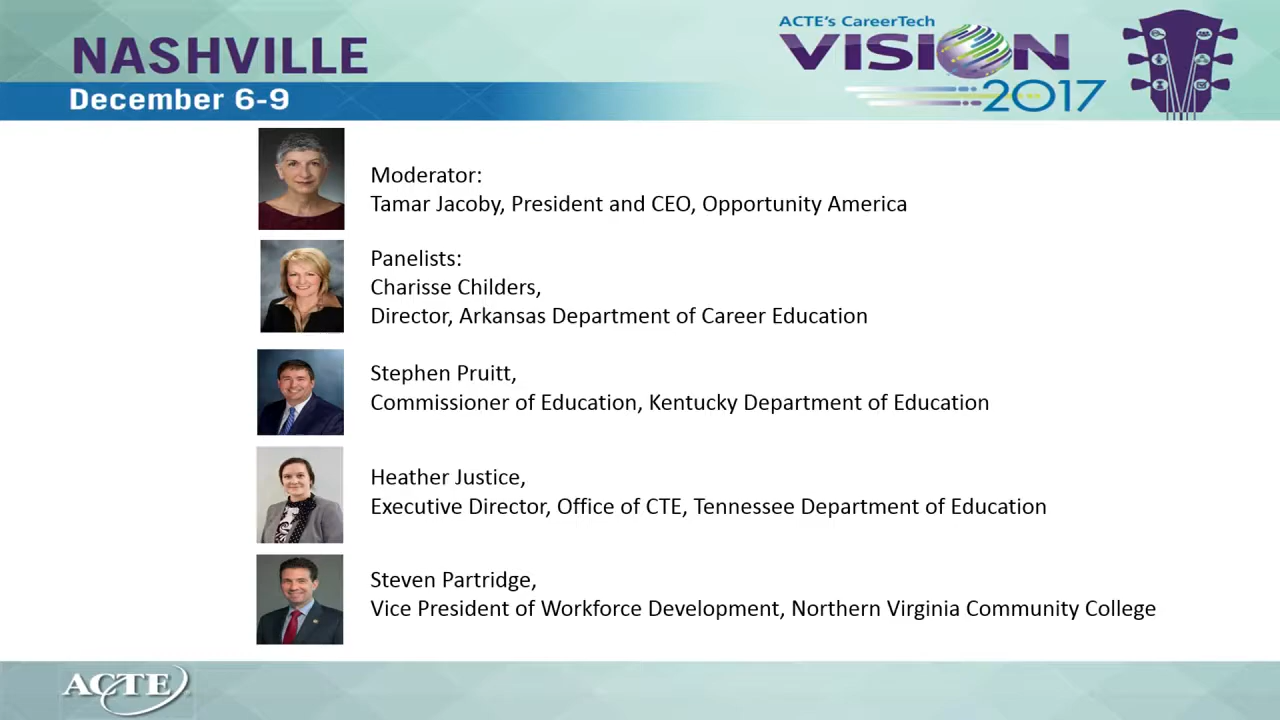 NASHVILLE
December 6-9
ACTE's CareerTech
VISION
2017
Moderator:
Tamar Jacoby, President and CEO, Opportunity America
Panelists:
Charisse Childers,
Director, Arkansas Department of Career Education
Stephen Pruitt,
Commissioner of Education, Kentucky Department of Education
Heather Justice,
Executive Director, Office of CTE, Tennessee Department of Education
Steven Partridge,
Vice President of Workforce Development, Northern Virginia Community College
ACTE